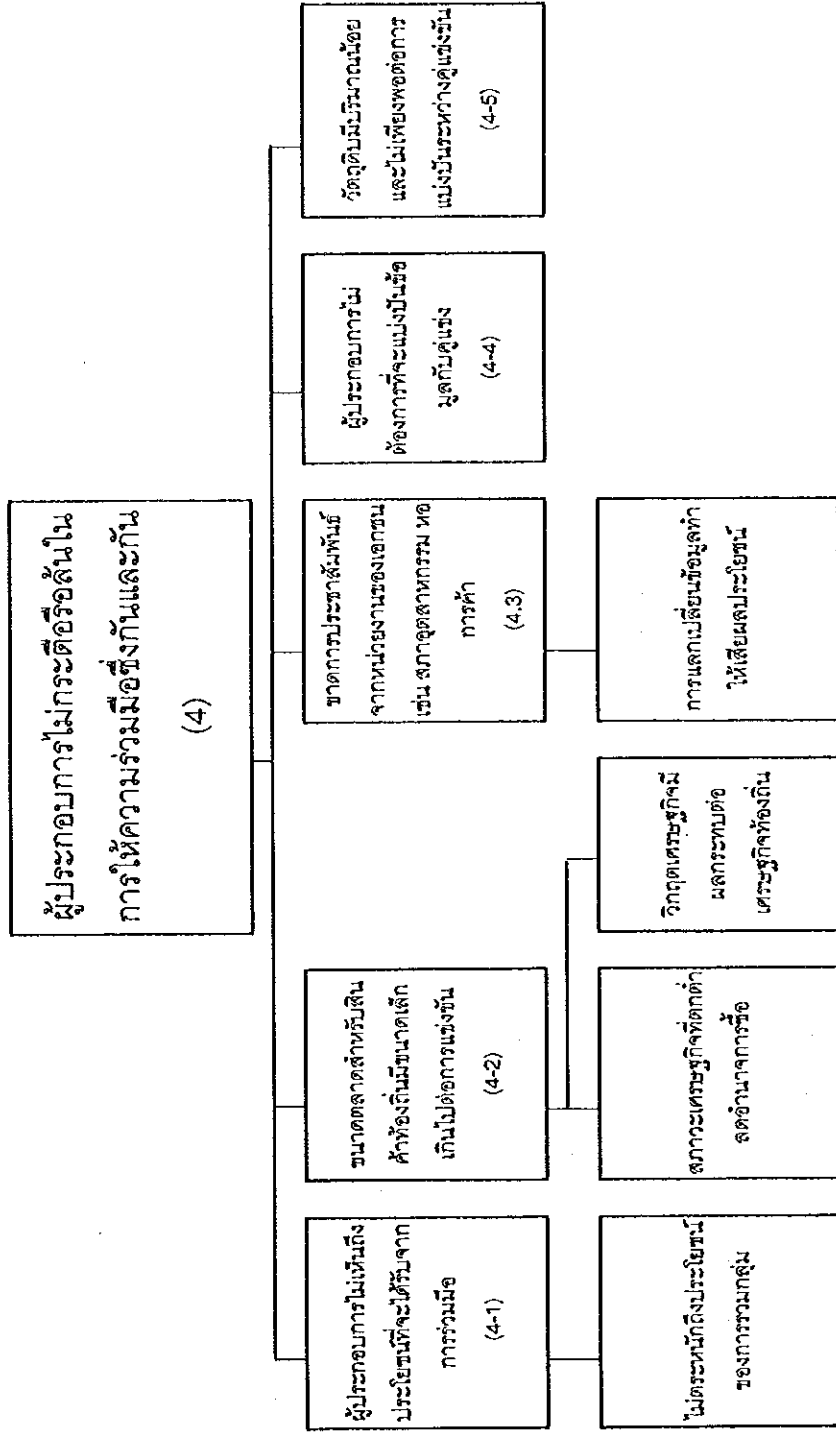 ผู้ประกอบการไม่กระตือรือล้นใน
การให้ความร่วมมือซึ่งกันและกัน
(4)
ผู้ประกอบการไม่เห็นถึง
ประโยชน์ที่จะได้รับจาก
การร่วมมือ
(4-1)
ขนาดตลาดสำหรับสิน
ค้าท้องถิ่นมีขนาดเล็ก
เกินไปต่อการแข่งขัน
(4-2)
ขาดการประชาสัมพันธ์
จากหน่วยงานของเอกชน
เช่น สภาอุตสาหกรรม หอ
การค้า
(4.3)
ผู้ประกอบการไม่
ต้องการที่จะแบ่งปันข้อ
มูลกับคู่แข่ง
(4-4)
วัตถุดิบมีปริมาณน้อย
และไม่เพียงพอต่อการ
แบ่งปันระหว่างคู่แข่งขัน
(4-5)
ไม่ตระหนักถึงประโยชน์
ของการรวมกลุ่ม
สภาวะเศรษฐกิจที่ตกต่ำ
ลดอำนาจการซื้อ
วิกฤตเศรษฐกิจมี
ผลกระทบต่อ
เศรษฐกิจท้องถิ่น
การแลกเปลี่ยนข้อมูลทำ
ให้เสียผลประโยชน์